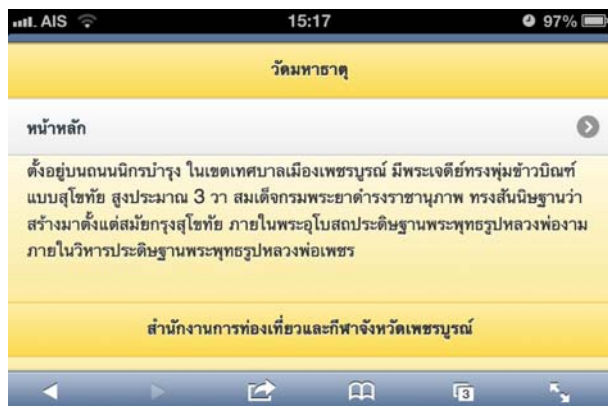 AIS 15:17 97%
วัดมหาธาตุ
หน้าหลัก
ตั้งอยู่บนถนนนิกรบำรุง ในเขตเทศบาลเมืองเพชรบูรณ์ มีพระเจดีย์ทรงพุ่มข้าวบิณฑ์
แบบสุโขทัย สูงประมาณ 3 วา สมเด็จกรมพระยาดำรงราชานุภาพ ทรงสันนิษฐานว่า
สร้างมาตั้งแต่สมัยกรุงสุโขทัย ภายในพระอุโบสถประดิษฐานพระพุทธรูปหลวงพ่องาม
ภายในวิหารประดิษฐานพระพุทธรูปหลวงพ่อเพชร
สำนักงานการท่องเที่ยวและกีฬาจังหวัดเพชรบูรณ์
3